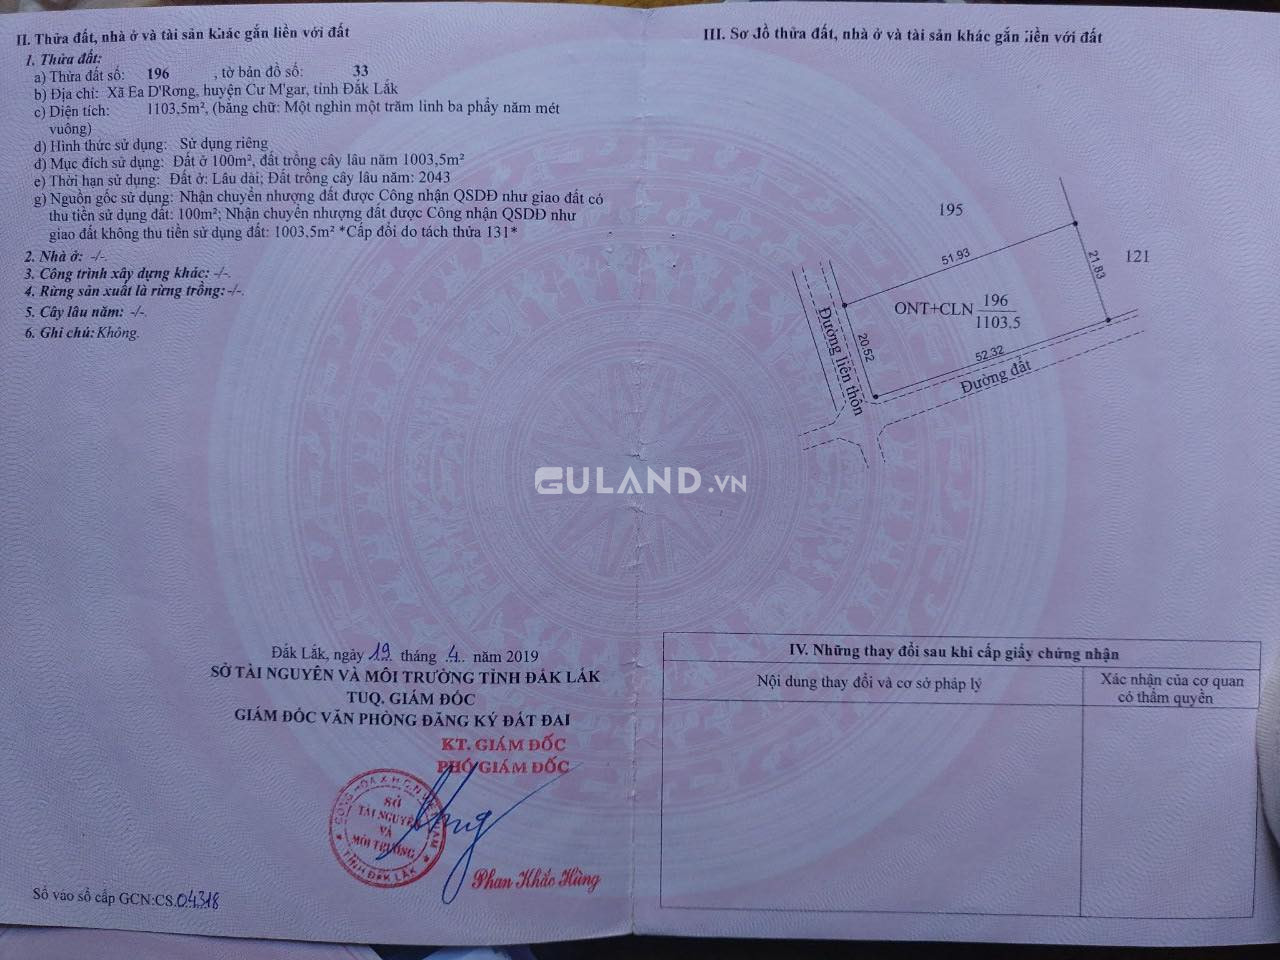 II. Thửa đất, nhà ở và tài sản khác gắn liền với đất
1. Thửa đất:
a) Thửa đất số: 196 , tờ bản đồ số: 33
b) Địa chỉ: Xã Ea D'Rơng, huyện Cư M'gar, tỉnh Đắk Lắk
c) Diện tích: 1103,5m², (bằng chữ: Một nghìn một trăm linh ba phẩy năm mét
vuông)
d) Hình thức sử dụng: Sử dụng riêng
đ) Mục đích sử dụng: Đất ở 100m², đất trồng cây lâu năm 1003,5m²
e) Thời hạn sử dụng: Đất ở: Lâu dài; Đất trồng cây lâu năm: 2043
g) Nguồn gốc sử dụng: Nhận chuyển nhượng đất được Công nhận QSDĐ như giao đất có
thu tiền sử dụng đất: 100m²; Nhận chuyển nhượng đất được Công nhận QSDĐ như
giao đất không thu tiền sử dụng đất: 1003,5m² *Cấp đổi do tách thửa 131*
2. Nhà ở: -/-.
3. Công trình xây dựng khác: -/-.
4. Rừng sản xuất là rừng trồng: -/-.
5. Cây lâu năm: -/-.
6. Ghi chú: Không.
Đắk Lắk, ngày 19 tháng 4 năm 2019
SỞ TÀI NGUYÊN VÀ MÔI TRƯỜNG TỈNH ĐẮK LẮK
TUQ. GIÁM ĐỐC
GIÁM ĐỐC VĂN PHÒNG ĐĂNG KÝ ĐẤT ĐAI
KT. GIÁM ĐỐC
PHÓ GIÁM ĐỐC
SỞ
TÀI NGUYÊN
VÀ
MÔI TRƯỜNG
TỈNH ĐẮK LẮK
Phan Khắc Hùng
Số vào sổ cấp GCN:CS.04318
III. Sơ đồ thửa đất, nhà ở và tài sản khác gắn liền với đất
195
51.93
121
21.83
ONT+CLN 196
1103.5
20.52
52.32
Đường liên thôn
Đường đất
GULAND.VN
IV. Những thay đổi sau khi cấp giấy chứng nhận
Nội dung thay đổi và cơ sở pháp lý
Xác nhận của cơ quan
có thẩm quyền